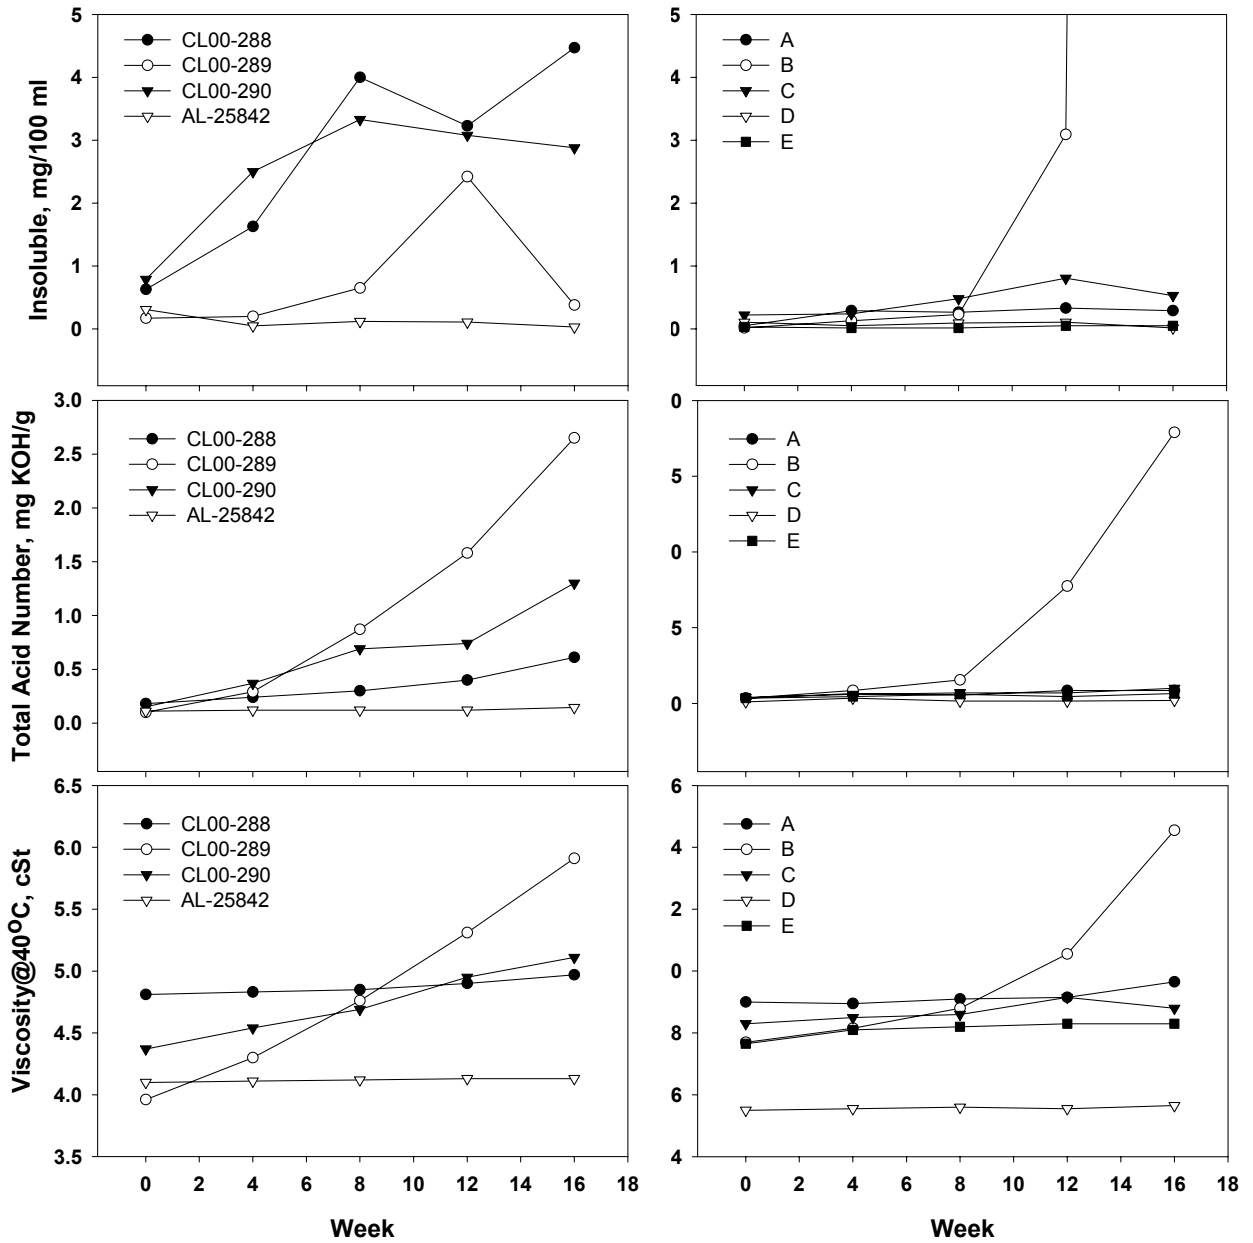 Insoluble, mg/100 ml
5
4
3
2
1
0
CL00-288
CL00-289
CL00-290
AL-25842
5
4
3
2
1
0
A
B
C
D
E
Total Acid Number, mg KOH/g
3.0
2.5
2.0
1.5
1.0
0.5
0.0
CL00-288
CL00-289
CL00-290
AL-25842
0
5
0
5
0
A
B
C
D
E
Viscosity@40ºC, cSt
6.5
6.0
5.5
5.0
4.5
4.0
3.5
CL00-288
CL00-289
CL00-290
AL-25842
0 4 8 12 16 18
Week
6
4
2
0
8
6
4
A
B
C
D
E
0 2 4 6 8 10 12 14 16 18
Week